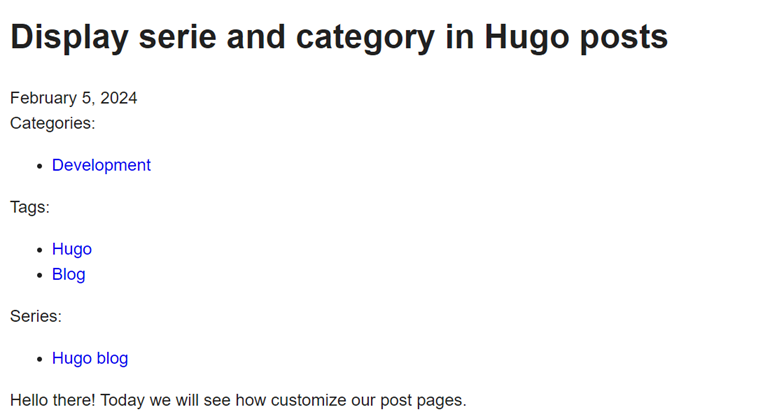 Display serie and category in Hugo posts
February 5, 2024
Categories:
Development
Tags:
Hugo
Blog
Series:
Hugo blog
Hello there! Today we will see how customize our post pages.